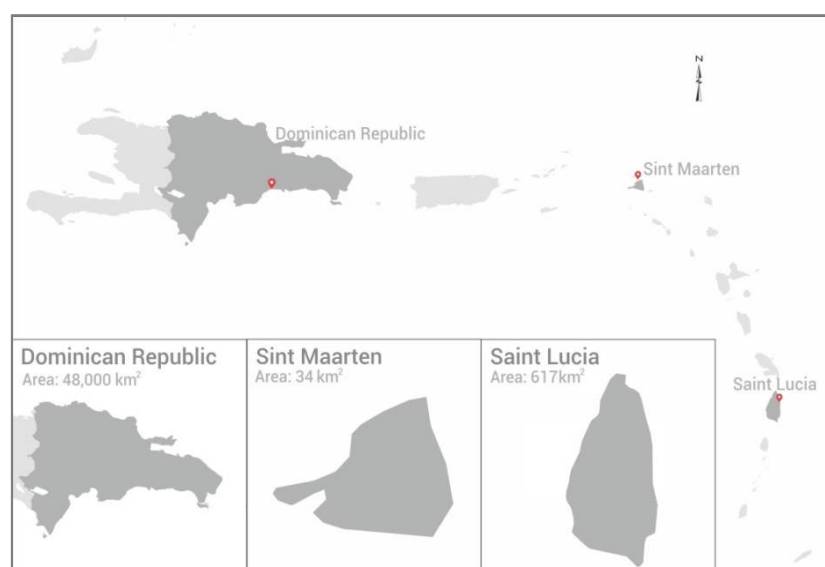 N
Dominican Republic
Sint Maarten
Saint Lucia
Dominican Republic
Area: 48,000 km²
Sint Maarten
Area: 34 km²
Saint Lucia
Area: 617km²